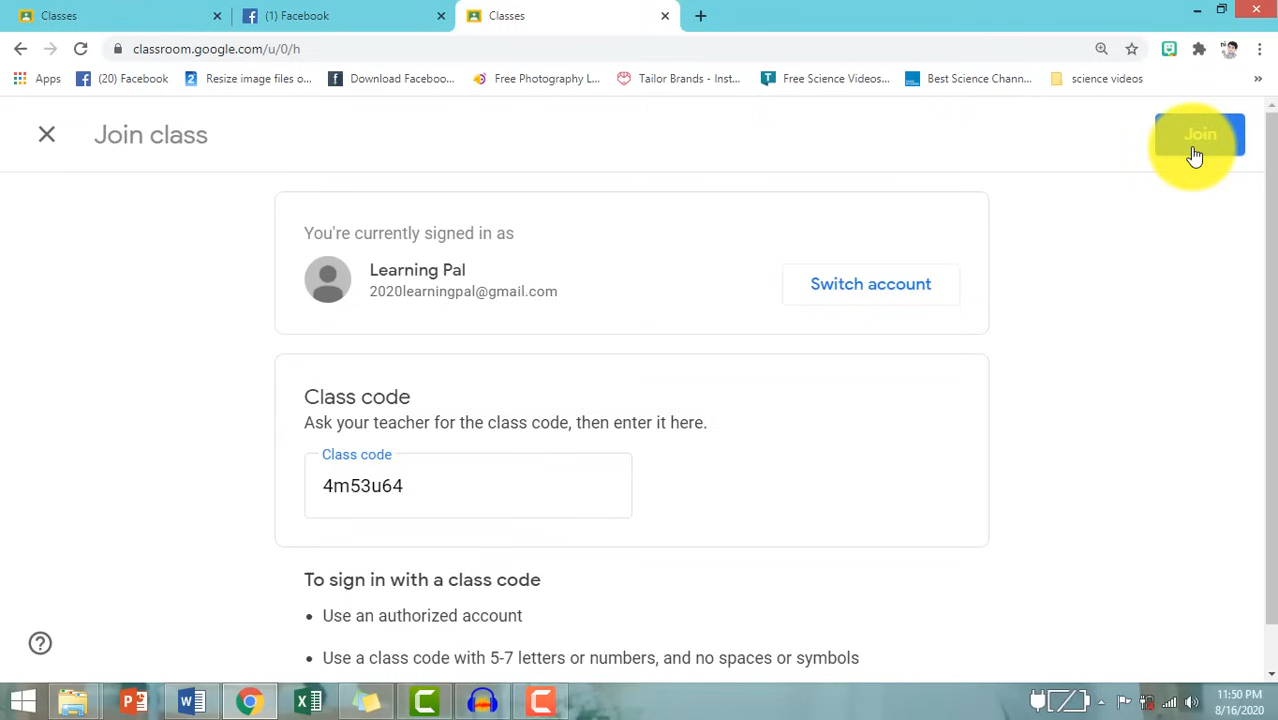 Classes
(1) Facebook
Classes
classroom.google.com/u/0/h
Apps
(20) Facebook
Resize image files o...
Download Faceboo...
Free Photography L...
Tailor Brands - Inst...
Free Science Videos...
Best Science Chann...
science videos
Join class
Join
You're currently signed in as
Learning Pal
2020learningpal@gmail.com
Switch account
Class code
Ask your teacher for the class code, then enter it here.
Class code
4m53u64
To sign in with a class code
• Use an authorized account
• Use a class code with 5-7 letters or numbers, and no spaces or symbols
11:50 PM
8/16/2020